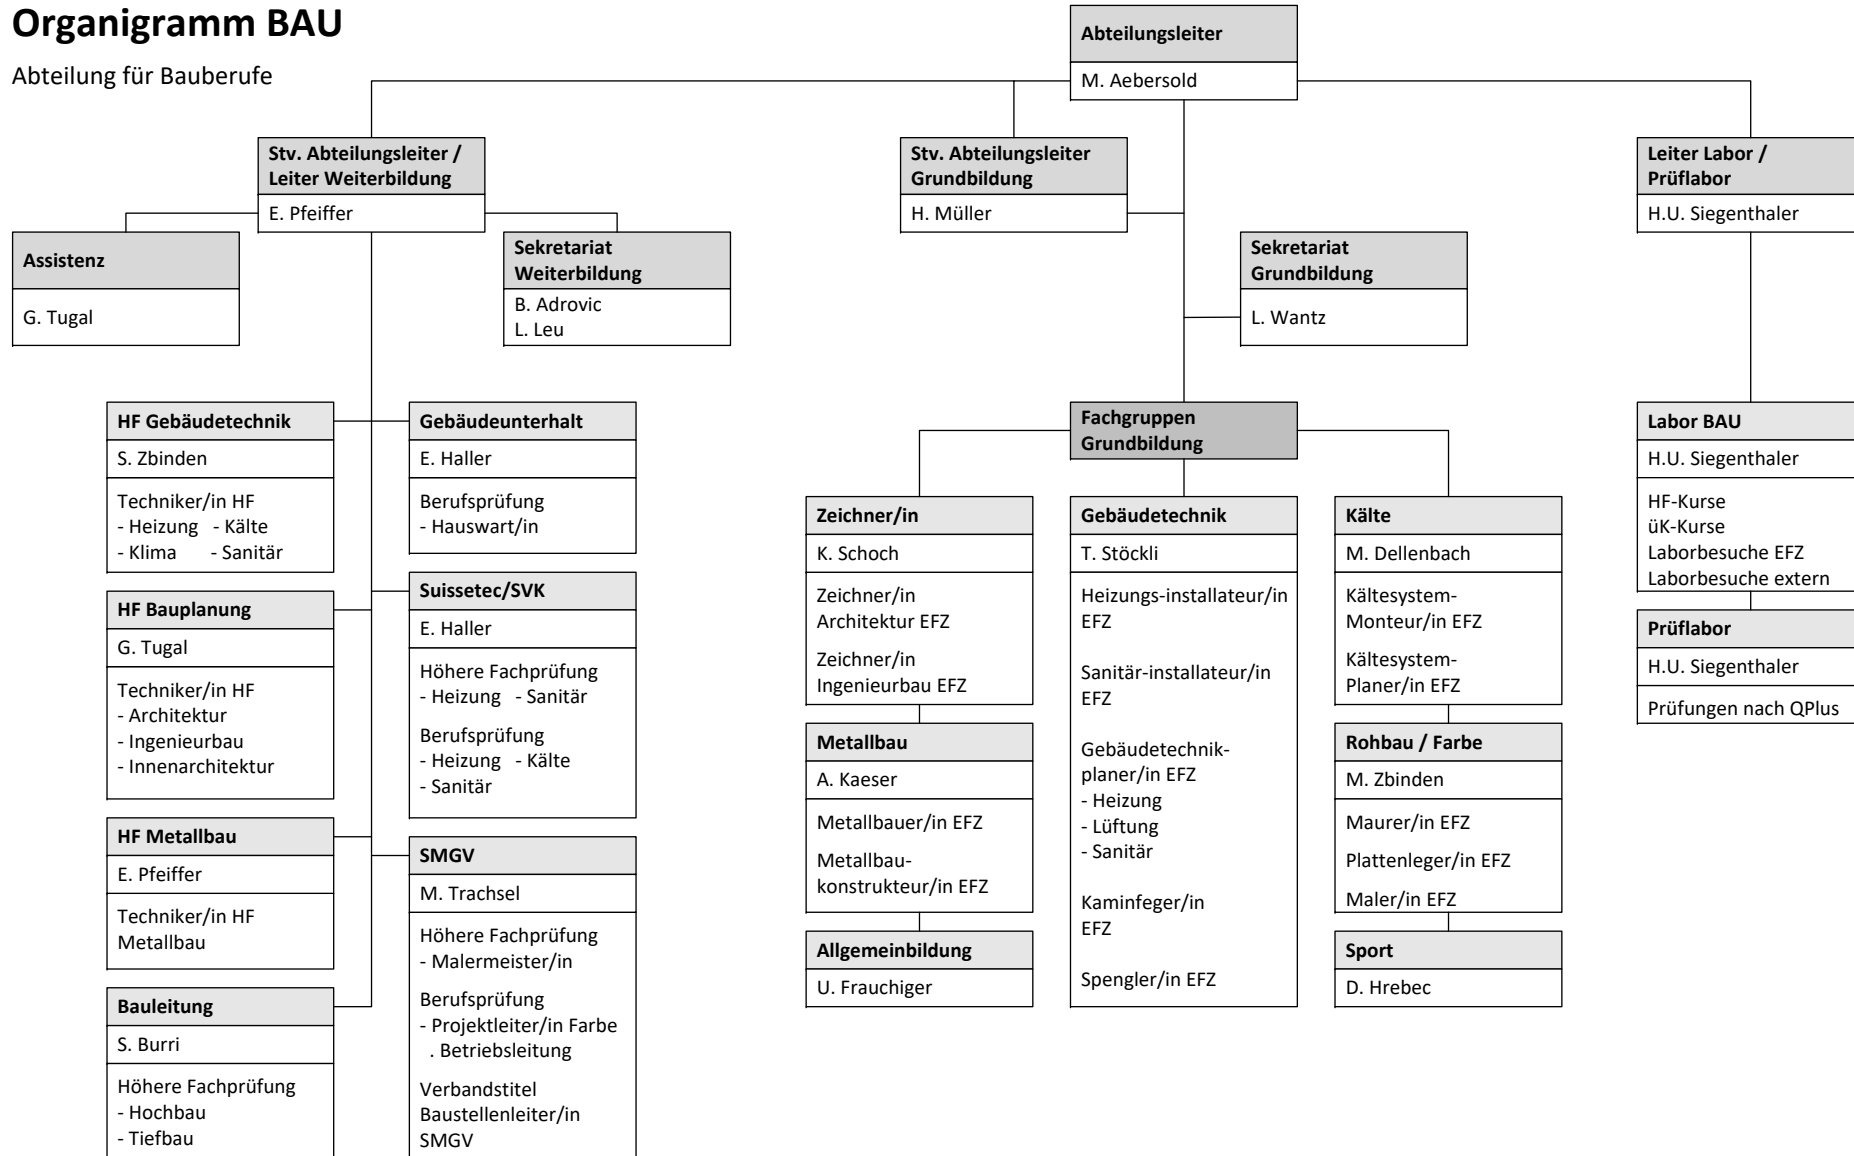 Organigramm BAU
Abteilung für Bauberufe
Abteilungsleiter
M. Aebersold
Stv. Abteilungsleiter /
Leiter Weiterbildung
E. Pfeiffer
Stv. Abteilungsleiter
Grundbildung
H. Müller
Leiter Labor /
Prüflabor
H.U. Siegenthaler
Assistenz
G. Tugal
Sekretariat
Weiterbildung
B. Adrovic
L. Leu
Sekretariat
Grundbildung
L. Wantz
HF Gebäudetechnik
S. Zbinden
Techniker/in HF
- Heizung - Kälte
- Klima - Sanitär
HF Bauplanung
G. Tugal
Techniker/in HF
- Architektur
- Ingenieurbau
- Innenarchitektur
HF Metallbau
E. Pfeiffer
Techniker/in HF
Metallbau
Bauleitung
S. Burri
Höhere Fachprüfung
- Hochbau
- Tiefbau
Gebäudeunterhalt
E. Haller
Berufsprüfung
- Hauswart/in
Suissetec/SVK
E. Haller
Höhere Fachprüfung
- Heizung - Sanitär
Berufsprüfung
- Heizung - Kälte
- Sanitär
SMGV
M. Trachsel
Höhere Fachprüfung
- Malermeister/in
Berufsprüfung
- Projektleiter/in Farbe
. Betriebsleitung
Verbandstitel
Baustellenleiter/in
SMGV
Fachgruppen
Grundbildung
Zeichner/in
K. Schoch
Zeichner/in
Architektur EFZ
Zeichner/in
Ingenieurbau EFZ
Metallbau
A. Kaeser
Metallbauer/in EFZ
Metallbau-
konstrukteur/in EFZ
Allgemeinbildung
U. Frauchiger
Gebäudetechnik
T. Stöckli
Heizungs-installateur/in
EFZ
Sanitär-installateur/in
EFZ
Gebäudetechnik-
planer/in EFZ
- Heizung
- Lüftung
- Sanitär
Kaminfeger/in
EFZ
Spengler/in EFZ
Kälte
M. Dellenbach
Kältesystem-
Monteur/in EFZ
Kältesystem-
Planer/in EFZ
Rohbau / Farbe
M. Zbinden
Maurer/in EFZ
Plattenleger/in EFZ
Maler/in EFZ
Sport
D. Hrebec
Labor BAU
H.U. Siegenthaler
HF-Kurse
üK-Kurse
Laborbesuche EFZ
Laborbesuche extern
Prüflabor
H.U. Siegenthaler
Prüfungen nach QPlus